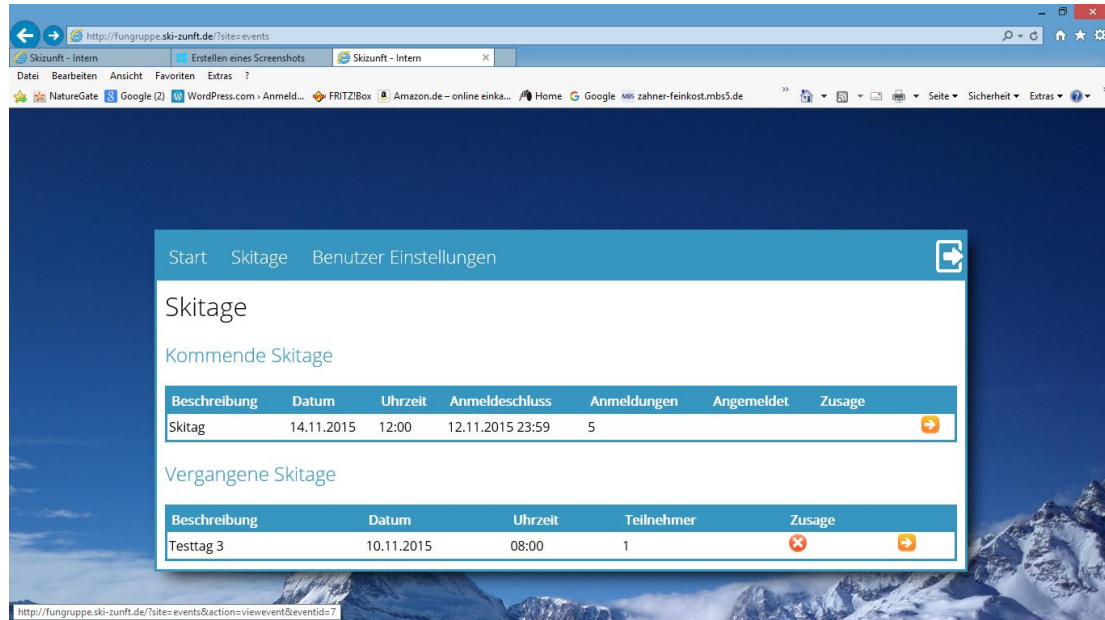 http://fungruppe.ski-zunft.de/?site=events
Skizunft - Intern Erstellen eines Screenshots Skizunft - Intern
Datei Bearbeiten Ansicht Favoriten Extras ?
NatureGate Google (2) WordPress.com › Anmeld... FRITZ!Box Amazon.de – online einka... Home Google MBS zahner-feinkost.mbs5.de Seite Sicherheit Extras
Start Skitage Benutzer Einstellungen
Skitage
Kommende Skitage
Beschreibung Datum Uhrzeit Anmeldeschluss Anmeldungen Angemeldet Zusage
Skitag 14.11.2015 12:00 12.11.2015 23:59 5
Vergangene Skitage
Beschreibung Datum Uhrzeit Teilnehmer Zusage
Testtag 3 10.11.2015 08:00 1
http://fungruppe.ski-zunft.de/?site=events&action=viewevent&eventid=7